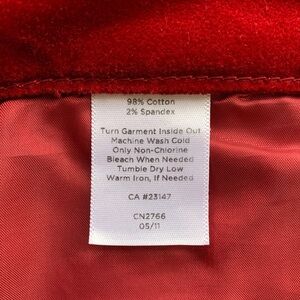 98% Cotton
2% Spandex
Turn Garment Inside Out
Machine Wash Cold
Only Non-Chlorine
Bleach When Needed
Tumble Dry Low
Warm Iron, If Needed
CA #23147
CN2766
05/11